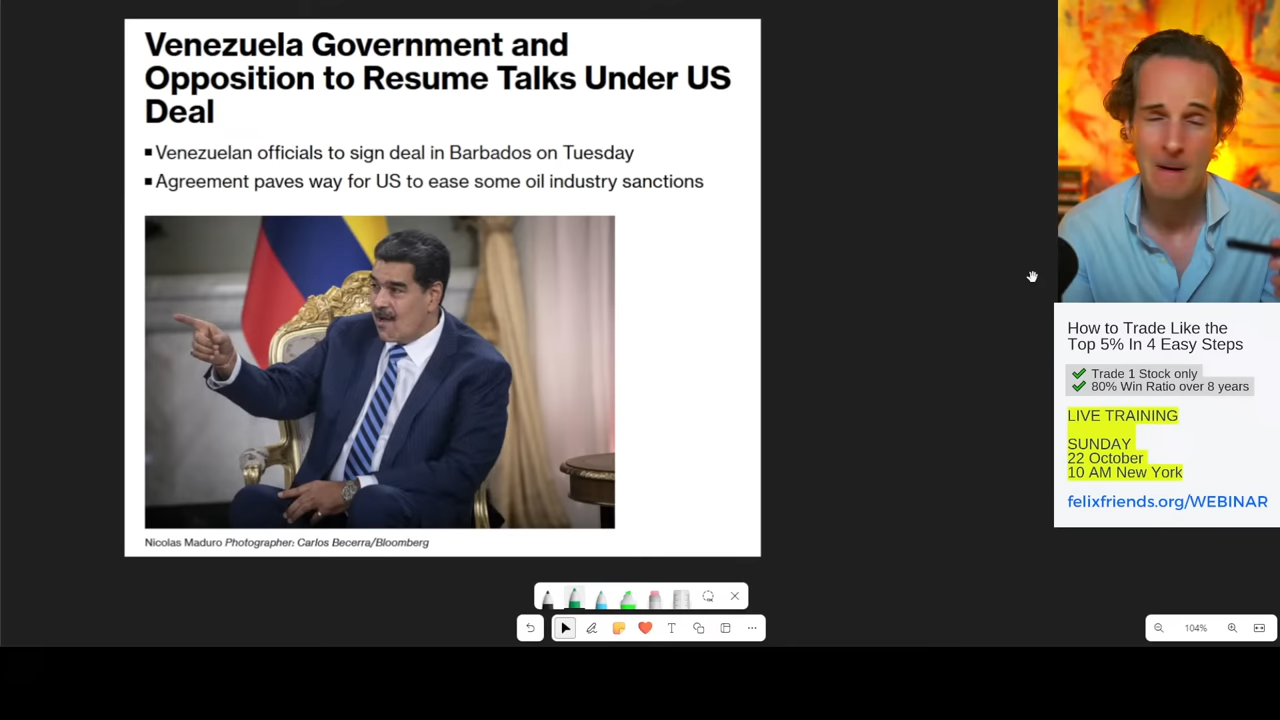 Venezuela Government and
Opposition to Resume Talks Under US
Deal
▪Venezuelan officials to sign deal in Barbados on Tuesday
▪Agreement paves way for US to ease some oil industry sanctions
Nicolas Maduro Photographer: Carlos Becerra/Bloomberg
How to Trade Like the
Top 5% In 4 Easy Steps
✔ Trade 1 Stock only
✔ 80% Win Ratio over 8 years
LIVE TRAINING
SUNDAY
22 October
10 AM New York
felixfriends.org/WEBINAR
T
104%